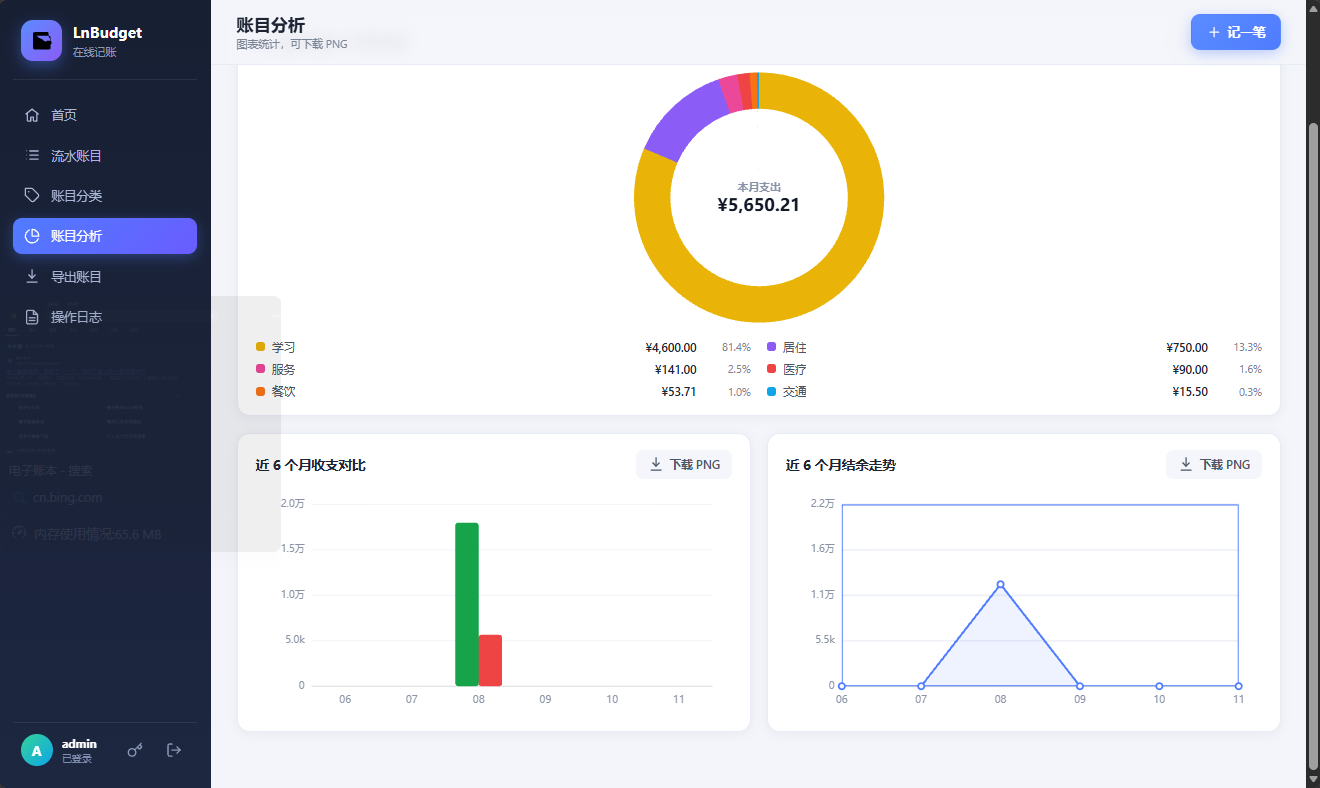 LnBudget
在线记账
首页
流水账目
账目分类
账目分析
导出账目
操作日志
电子账本 - 搜索
cn.bing.com
内存使用情况:65.6 MB
A
admin
已登录
账目分析
图表统计，可下载 PNG
+ 记一笔
本月支出
¥5,650.21
学习 ¥4,600.00 81.4% 居住 ¥750.00 13.3%
服务 ¥141.00 2.5% 医疗 ¥90.00 1.6%
餐饮 ¥53.71 1.0% 交通 ¥15.50 0.3%
近 6 个月收支对比
下载 PNG
2.0万
1.5万
1.0万
5.0k
0
06 07 08 09 10 11
近 6 个月结余走势
下载 PNG
2.2万
1.6万
1.1万
5.5k
0
06 07 08 09 10 11